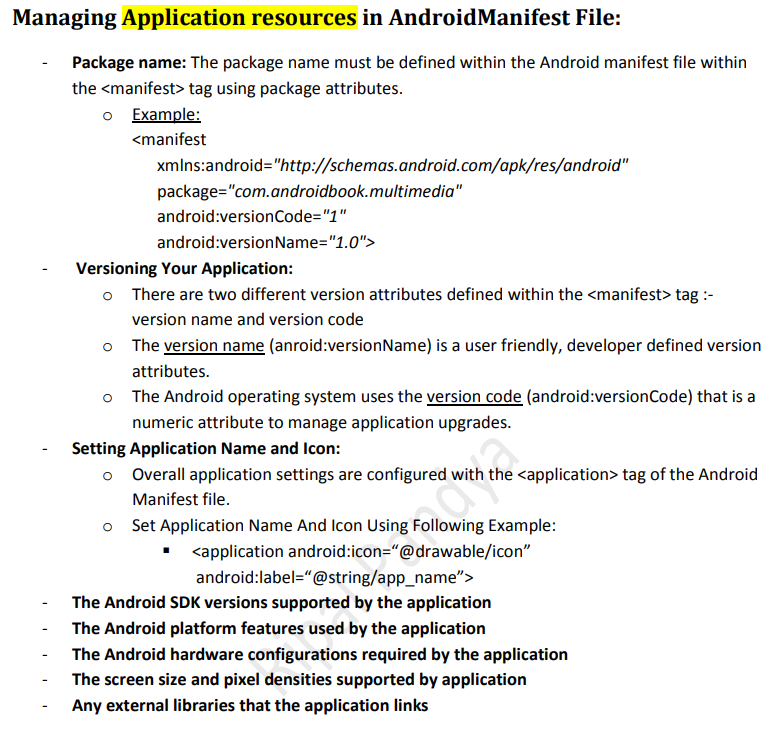 Managing Application resources in AndroidManifest File:
- Package name: The package name must be defined within the Android manifest file within
the <manifest> tag using package attributes.
o Example:
<manifest
xmlns:android="http://schemas.android.com/apk/res/android"
package="com.androidbook.multimedia"
android:versionCode="1"
android:versionName="1.0">
- Versioning Your Application:
o There are two different version attributes defined within the <manifest> tag :-
version name and version code
o The version name (anroid:versionName) is a user friendly, developer defined version
attributes.
o The Android operating system uses the version code (android:versionCode) that is a
numeric attribute to manage application upgrades.
- Setting Application Name and Icon:
o Overall application settings are configured with the <application> tag of the Android
Manifest file.
o Set Application Name And Icon Using Following Example:
▪ <application android:icon=“@drawable/icon”
android:label=“@string/app_name”>
- The Android SDK versions supported by the application
- The Android platform features used by the application
- The Android hardware configurations required by the application
- The screen size and pixel densities supported by application
- Any external libraries that the application links
Pandya